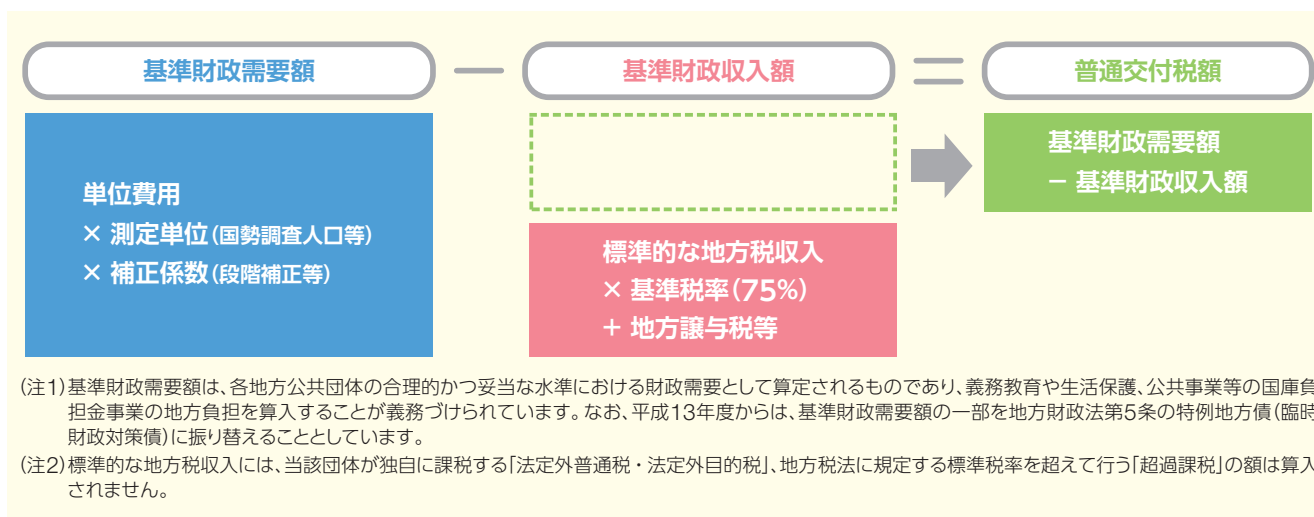 基準財政需要額 － 基準財政収入額 ＝ 普通交付税額
単位費用
× 測定単位(国勢調査人口等)
× 補正係数(段階補正等)
標準的な地方税収入
× 基準税率(75%)
＋ 地方譲与税等
基準財政需要額
－ 基準財政収入額
(注1)基準財政需要額は、各地方公共団体の合理的かつ妥当な水準における財政需要として算定されるものであり、義務教育や生活保護、公共事業等の国庫負
担金事業の地方負担を算入することが義務づけられています。なお、平成13年度からは、基準財政需要額の一部を地方財政法第5条の特例地方債(臨時
財政対策債)に振り替えることとしています。
(注2)標準的な地方税収入には、当該団体が独自に課税する「法定外普通税・法定外目的税」、地方税法に規定する標準税率を超えて行う「超過課税」の額は算入
されません。